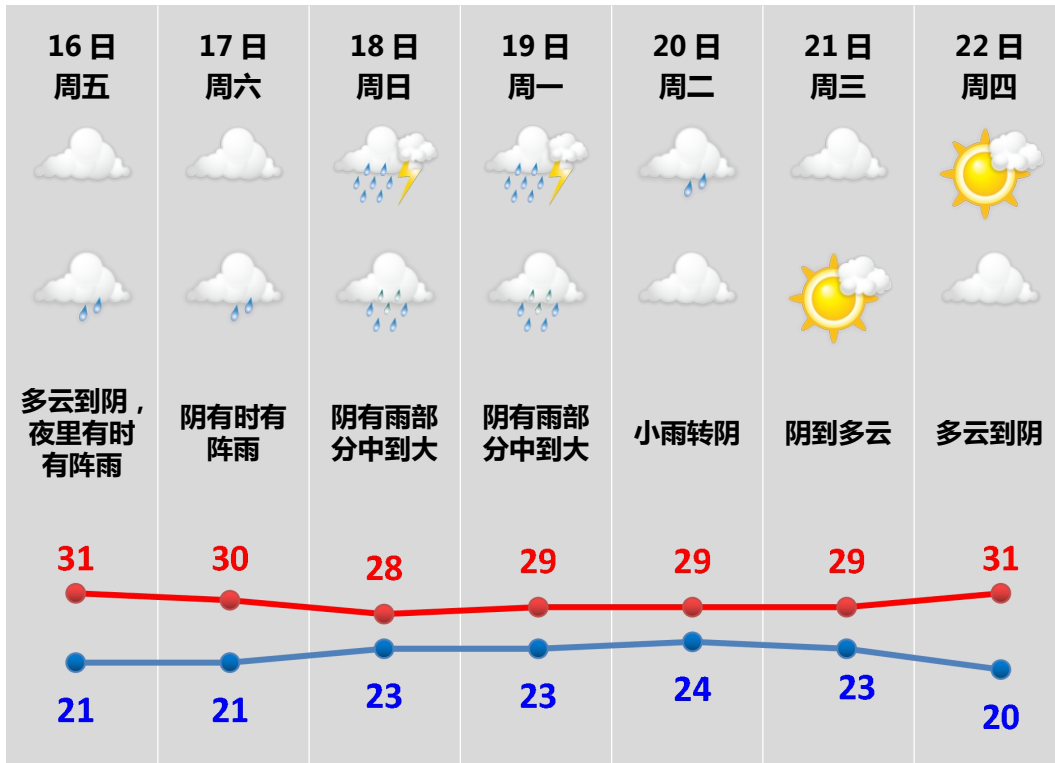 16日
周五
17日
周六
18日
周日
19日
周一
20日
周二
21日
周三
22日
周四
多云到阴，
夜里有时
有阵雨
阴有时有
阵雨
阴有雨部
分中到大
阴有雨部
分中到大
小雨转阴
阴到多云
多云到阴
31
30
28
29
29
29
31
21
21
23
23
24
23
20